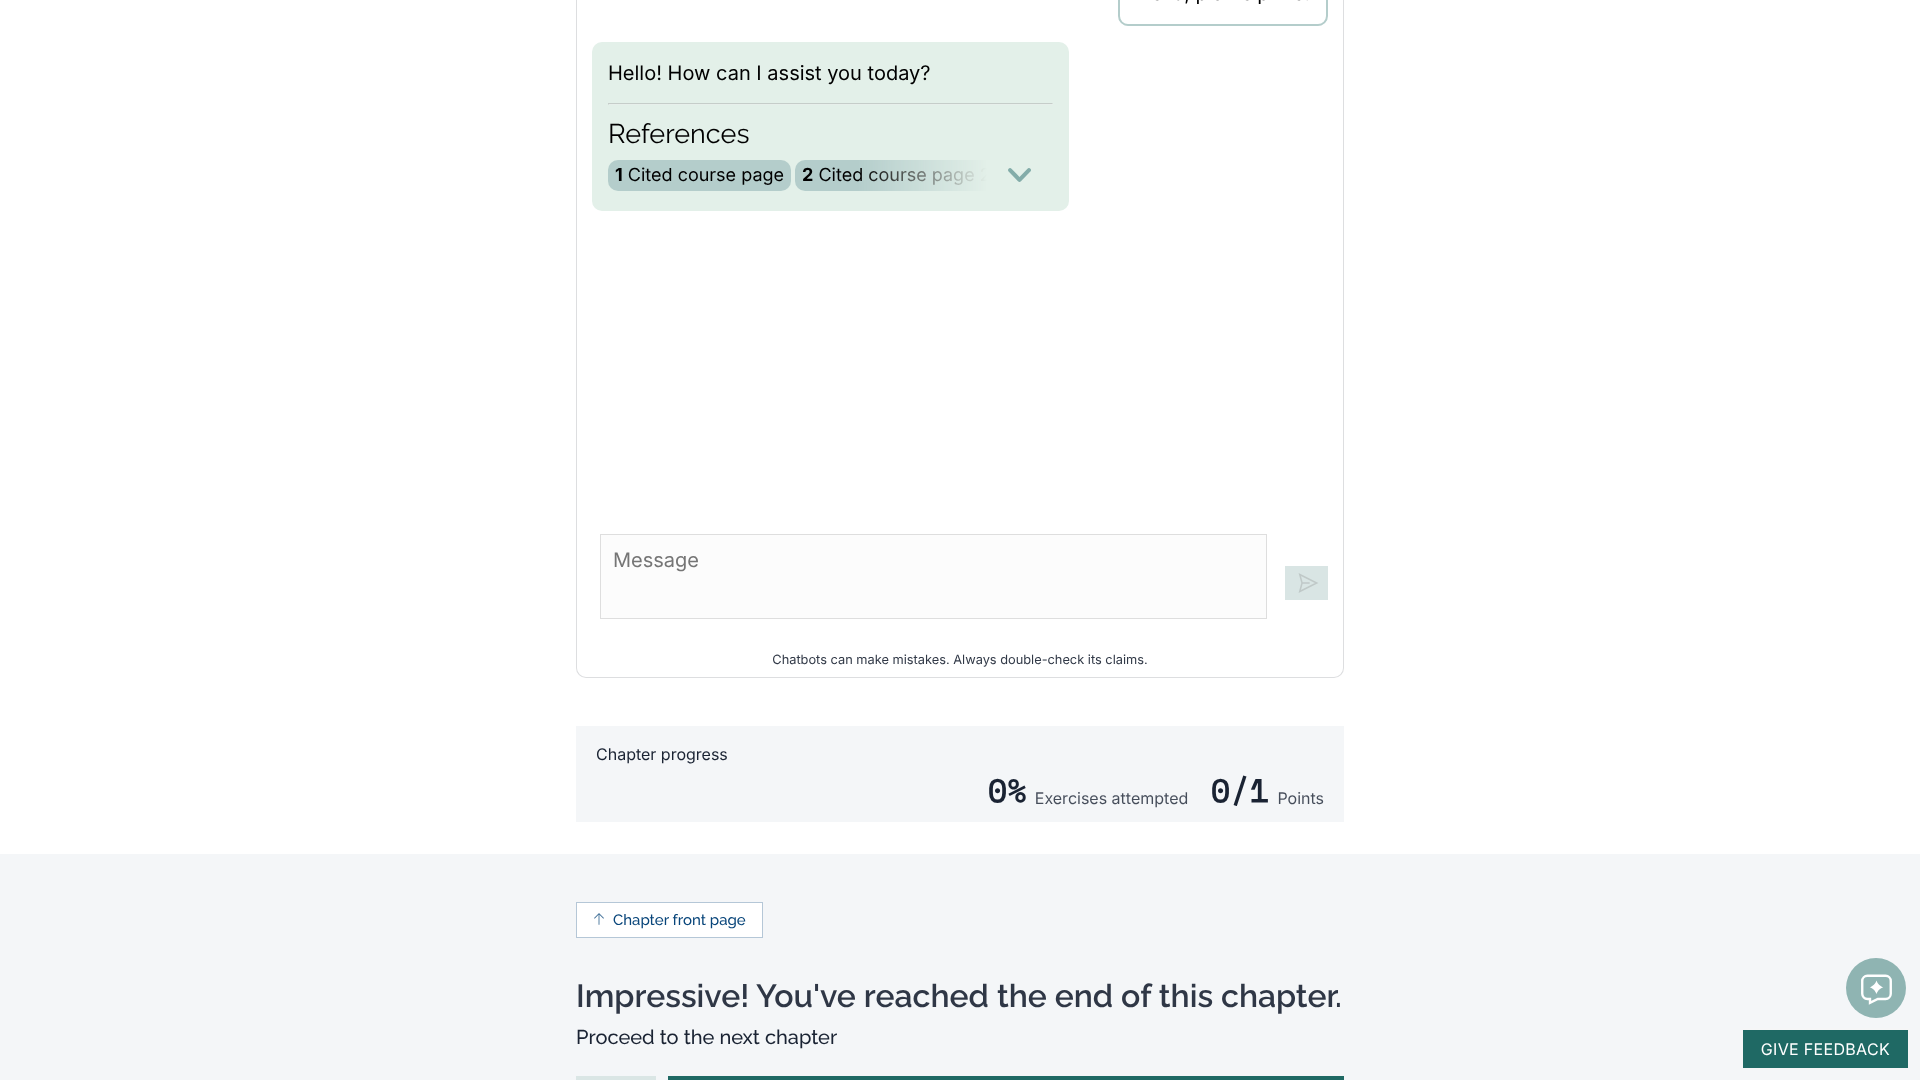 Hello! How can I assist you today?
References
1 Cited course page 2 Cited course page
Message
Chatbots can make mistakes. Always double-check its claims.
Chapter progress
0% Exercises attempted 0/1 Points
Chapter front page
Impressive! You've reached the end of this chapter.
Proceed to the next chapter
GIVE FEEDBACK